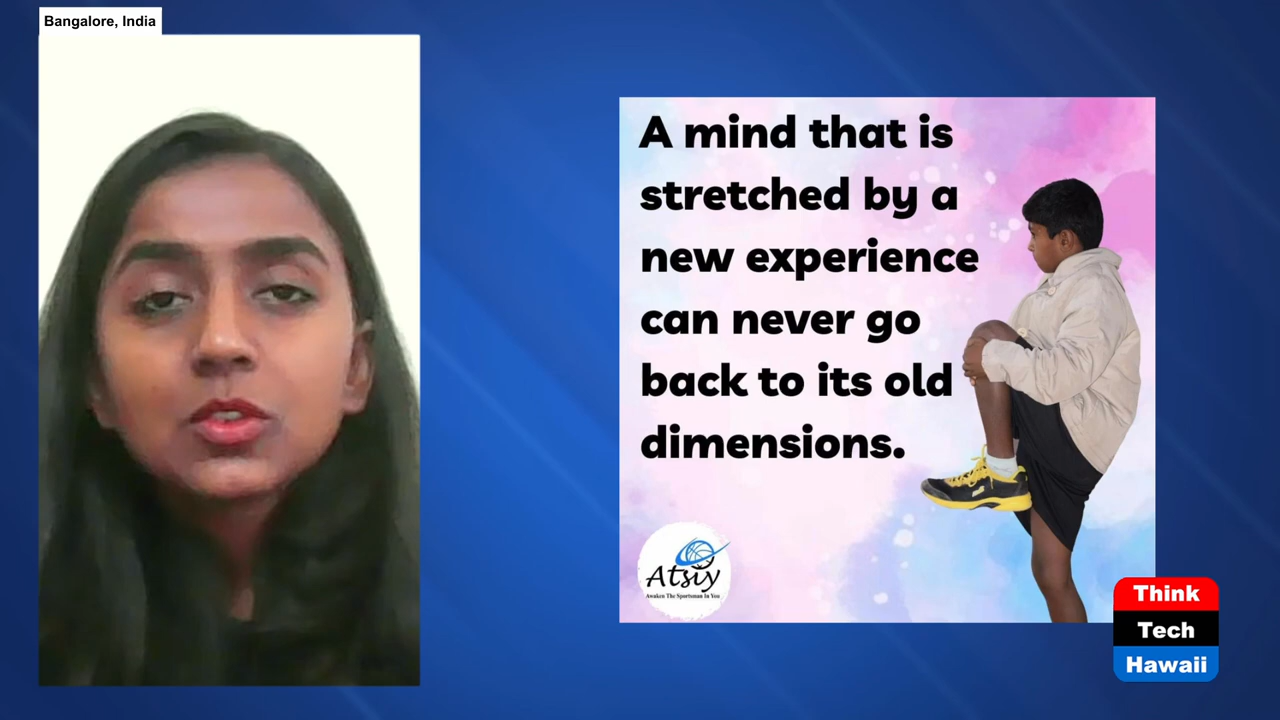 Bangalore, India
A mind that is
stretched by a
new experience
can never go
back to its old
dimensions.
Atsiy
Awaken The Sportsman In You
Think
Tech
Hawaii